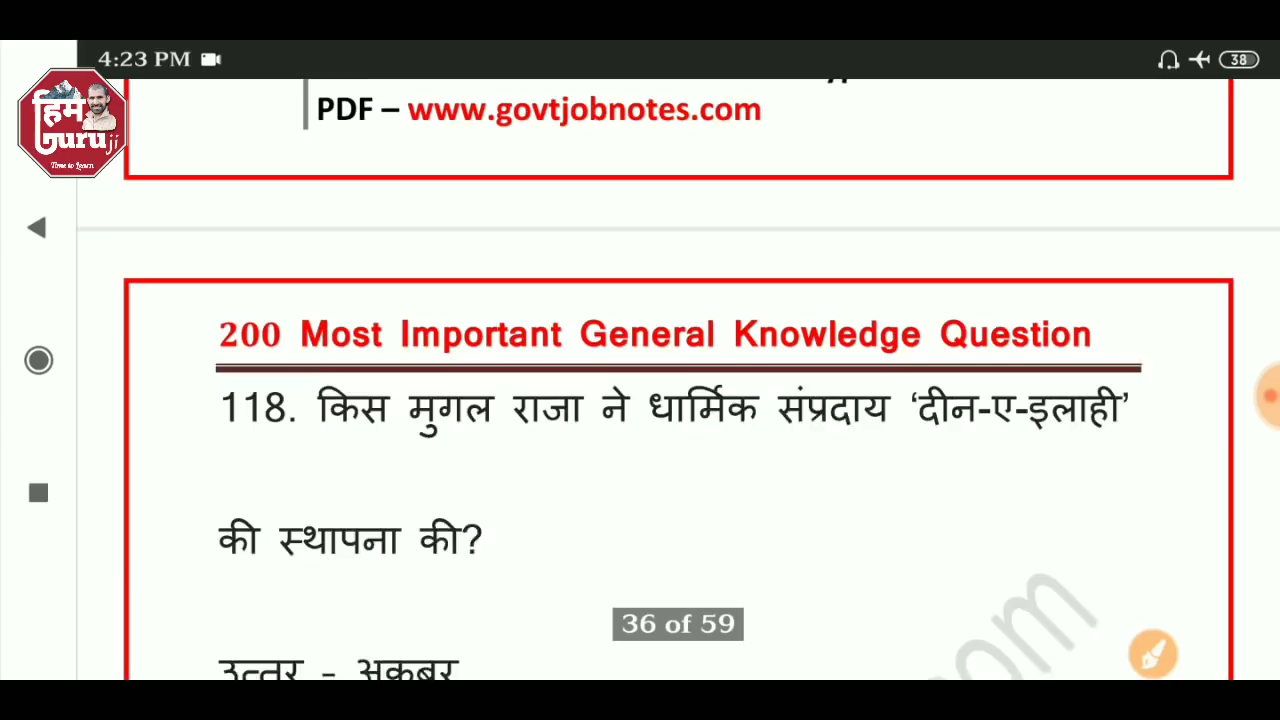 4:23 PM
38
हिम
Guru
जी
Time to Learn
PDF – www.govtjobnotes.com
200 Most Important General Knowledge Question
118. किस मुगल राजा ने धार्मिक संप्रदाय ‘दीन-ए-इलाही’
की स्थापना की?
36 of 59
om
उत्तर - अकबर